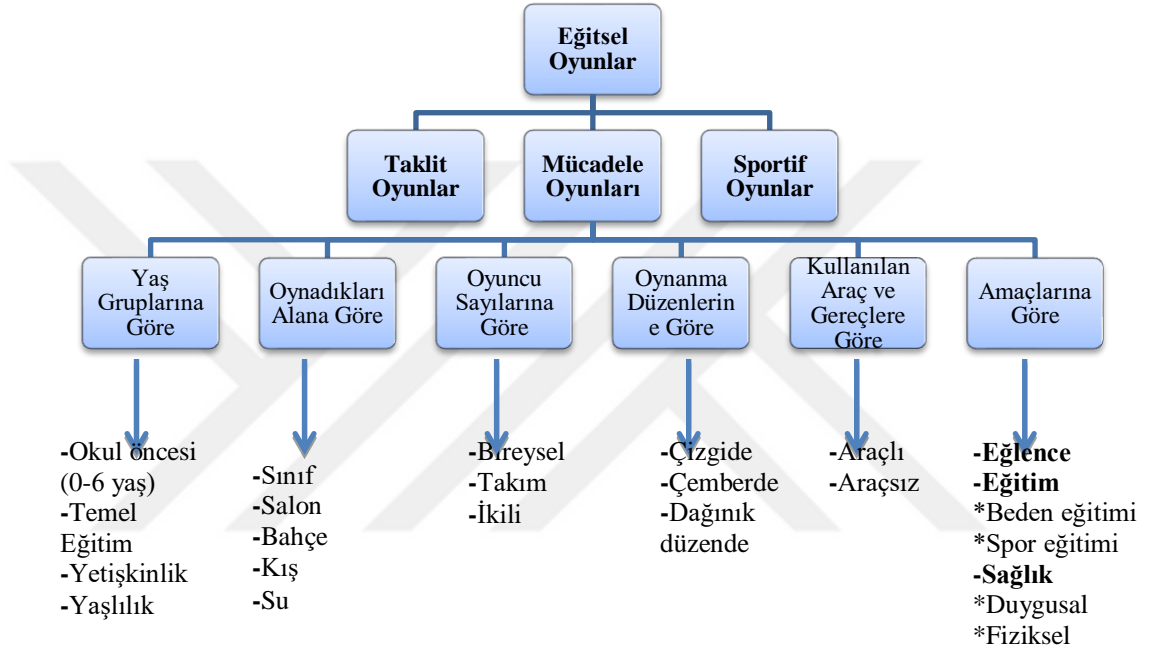 Eğitsel
Oyunlar
Taklit
Oyunlar
Mücadele
Oyunları
Sportif
Oyunlar
Yaş
Gruplarına
Göre
Oynadıkları
Alana Göre
Oyuncu
Sayılarına
Göre
Oynanma
Düzenlerin
e Göre
Kullanılan
Araç ve
Gereçlere
Göre
Amaçlarına
Göre
-Okul öncesi
(0-6 yaş)
-Temel
Eğitim
-Yetişkinlik
-Yaşlılık
-Sınıf
-Salon
-Bahçe
-Kış
-Su
-Bireysel
-Takım
-İkili
-Çizgide
-Çemberde
-Dağınık
düzende
-Araçlı
-Araçsız
-Eğlence
-Eğitim
*Beden eğitimi
*Spor eğitimi
-Sağlık
*Duygusal
*Fiziksel